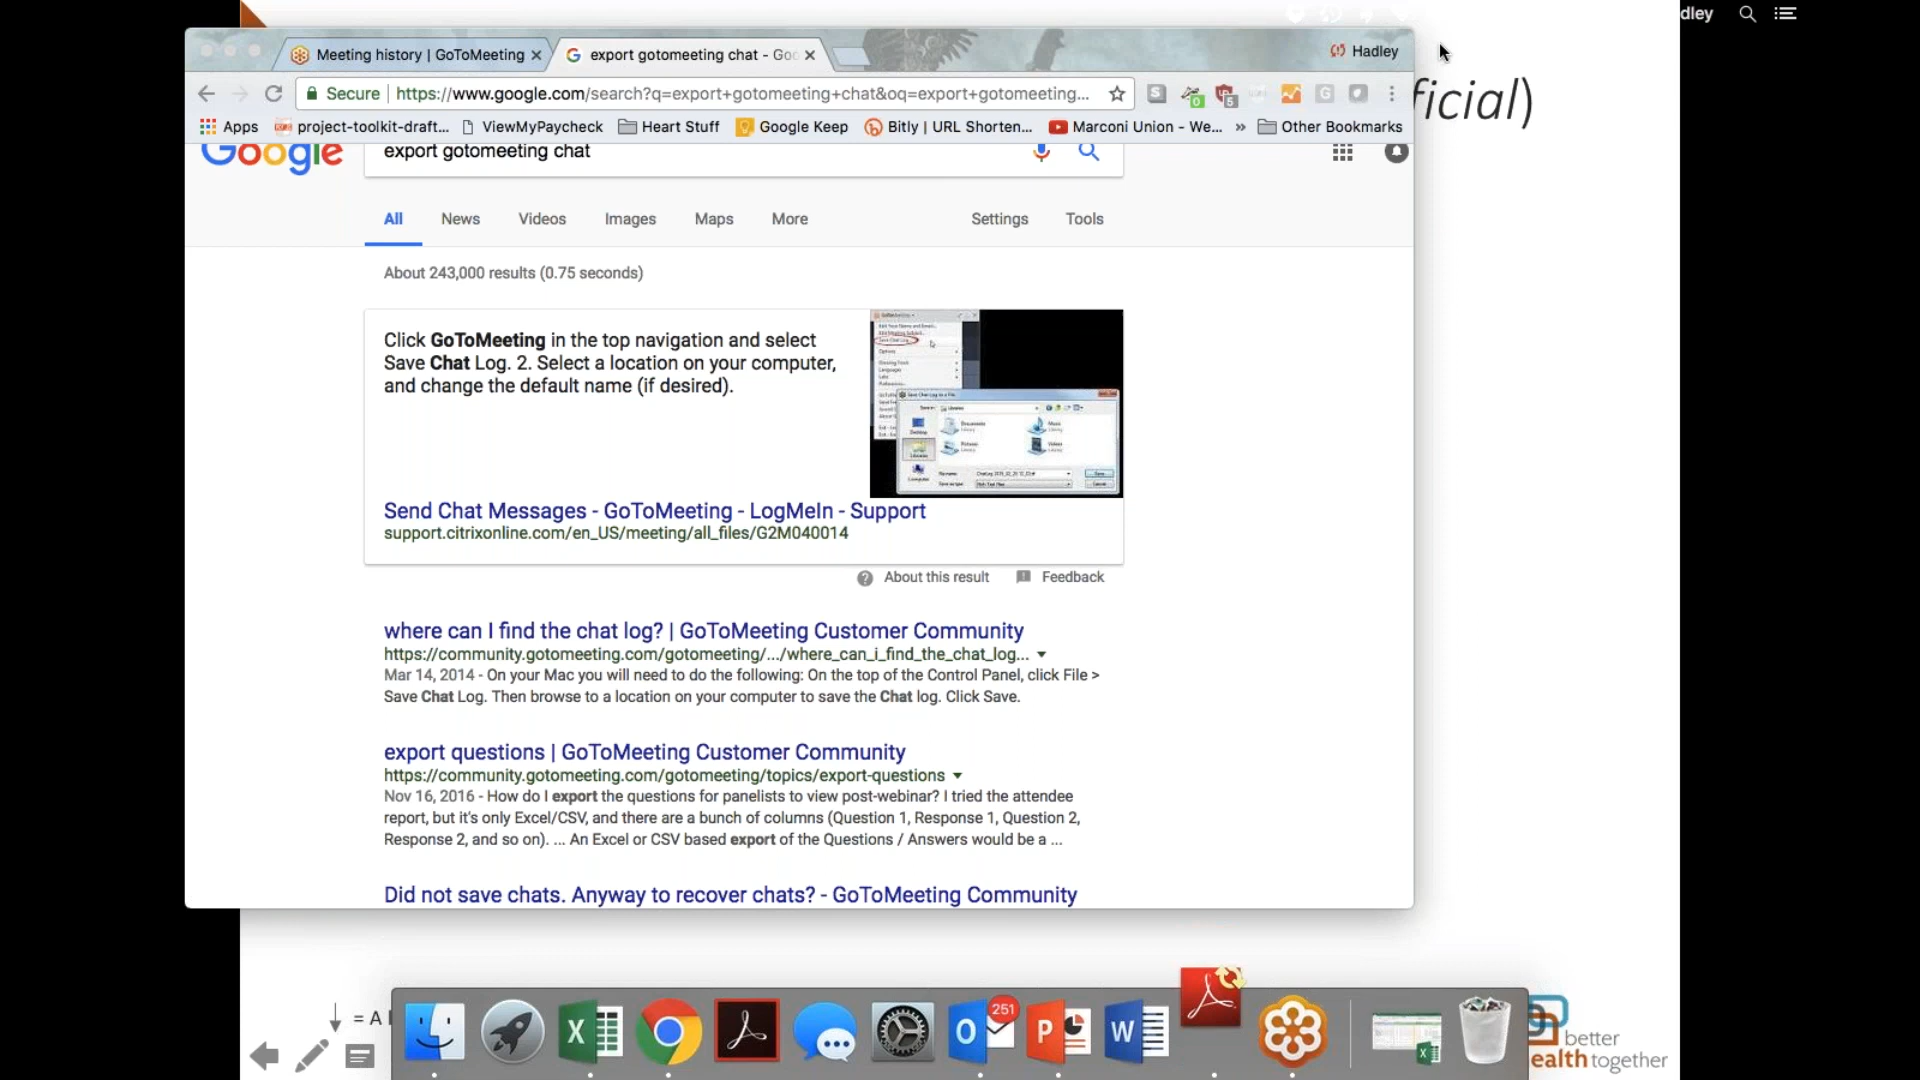 dley
Meeting history | GoToMeeting
export gotomeeting chat - Goo
Hadley
Secure
https://www.google.com/search?q=export+gotomeeting+chat&oq=export+gotomeeting...
0
5
ficial)
Apps
project-toolkit-draft...
ViewMyPaycheck
Heart Stuff
Google Keep
Bitly | URL Shorten...
Marconi Union - We...
»
Other Bookmarks
Google
export gotomeeting chat
All
News
Videos
Images
Maps
More
Settings
Tools
About 243,000 results (0.75 seconds)
Click GoToMeeting in the top navigation and select
Save Chat Log. 2. Select a location on your computer,
and change the default name (if desired).
Send Chat Messages - GoToMeeting - LogMeIn - Support
support.citrixonline.com/en_US/meeting/all_files/G2M040014
About this result
Feedback
where can I find the chat log? | GoToMeeting Customer Community
https://community.gotomeeting.com/gotomeeting/.../where_can_i_find_the_chat_log...
Mar 14, 2014 - On your Mac you will need to do the following: On the top of the Control Panel, click File >
Save Chat Log. Then browse to a location on your computer to save the Chat log. Click Save.
export questions | GoToMeeting Customer Community
https://community.gotomeeting.com/gotomeeting/topics/export-questions
Nov 16, 2016 - How do I export the questions for panelists to view post-webinar? I tried the attendee
report, but it's only Excel/CSV, and there are a bunch of columns (Question 1, Response 1, Question 2,
Response 2, and so on). ... An Excel or CSV based export of the Questions / Answers would be a ...
Did not save chats. Anyway to recover chats? - GoToMeeting Community
= A
251
better
ealth together